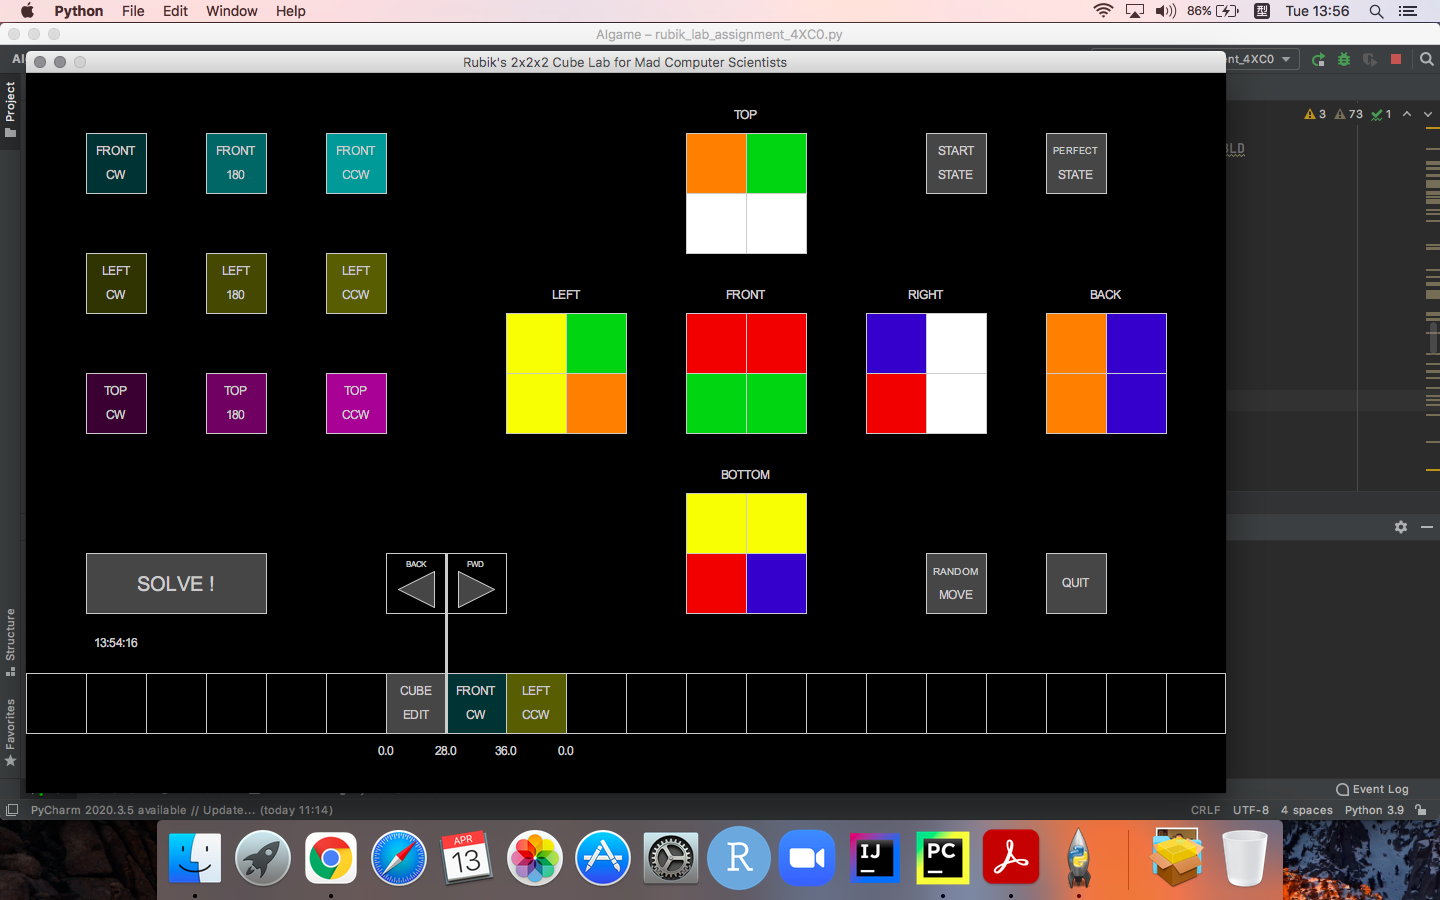 Python File Edit Window Help 86% Tue 13:56
AIgame – rubik_lab_assignment_4XC0.py
AI
nt_4XC0
Rubik's 2x2x2 Cube Lab for Mad Computer Scientists
Project
3 73 1
BLD
TOP
FRONT
CW
FRONT
180
FRONT
CCW
START
STATE
PERFECT
STATE
LEFT
CW
LEFT
180
LEFT
CCW
LEFT
FRONT
RIGHT
BACK
TOP
CW
TOP
180
TOP
CCW
BOTTOM
SOLVE !
BACK
FWD
RANDOM
MOVE
QUIT
13:54:16
Structure
Favorites
CUBE
EDIT
FRONT
CW
LEFT
CCW
0.0 28.0 36.0 0.0
Event Log
PyCharm 2020.3.5 available // Update... (today 11:14)
CRLF UTF-8 4 spaces Python 3.9
APR
13
R
IJ
PC